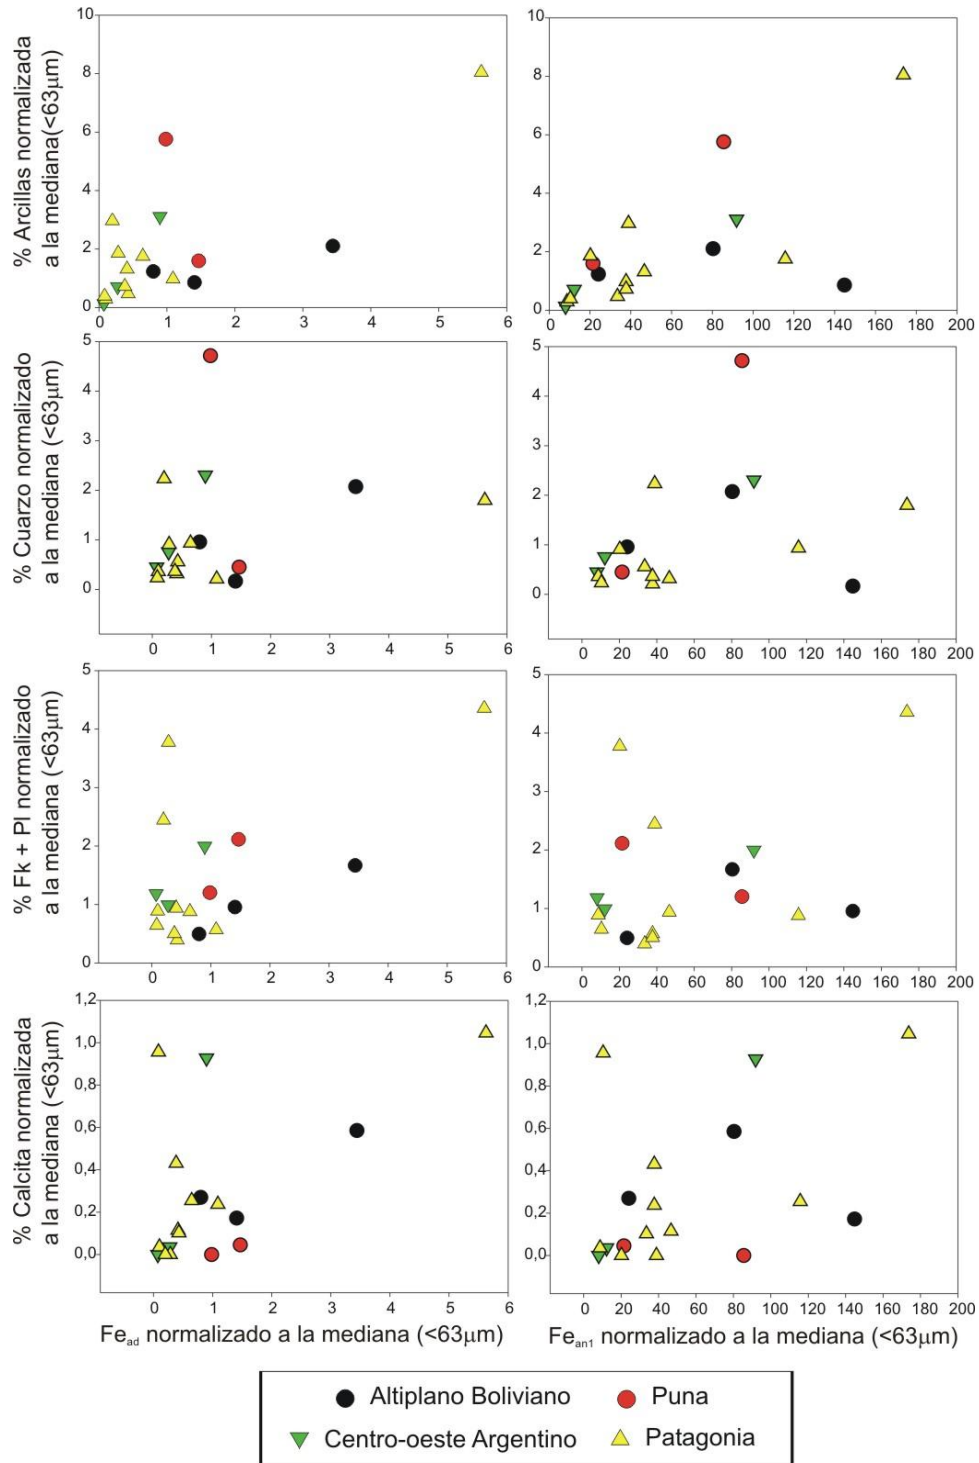 % Arcillas normalizada
a la mediana(<63µm)
10
8
6
4
2
0
0 1 2 3 4 5 6
10
8
6
4
2
0
0 20 40 60 80 100 120 140 160 180 200
% Cuarzo normalizado
a la mediana (<63µm)
5
4
3
2
1
0
0 1 2 3 4 5 6
5
4
3
2
1
0
0 20 40 60 80 100 120 140 160 180 200
% Fk + Pl normalizado
a la mediana (<63µm)
5
4
3
2
1
0
0 1 2 3 4 5 6
5
4
3
2
1
0
0 20 40 60 80 100 120 140 160 180 200
% Calcita normalizada
a la mediana (<63µm)
1,2
1,0
0,8
0,6
0,4
0,2
0,0
0 1 2 3 4 5 6
1,2
1,0
0,8
0,6
0,4
0,2
0,0
0 20 40 60 80 100 120 140 160 180 200
Fead normalizado a la mediana (<63µm)
Fean1 normalizado a la mediana (<63µm)
Altiplano Boliviano
Puna
Centro-oeste Argentino
Patagonia